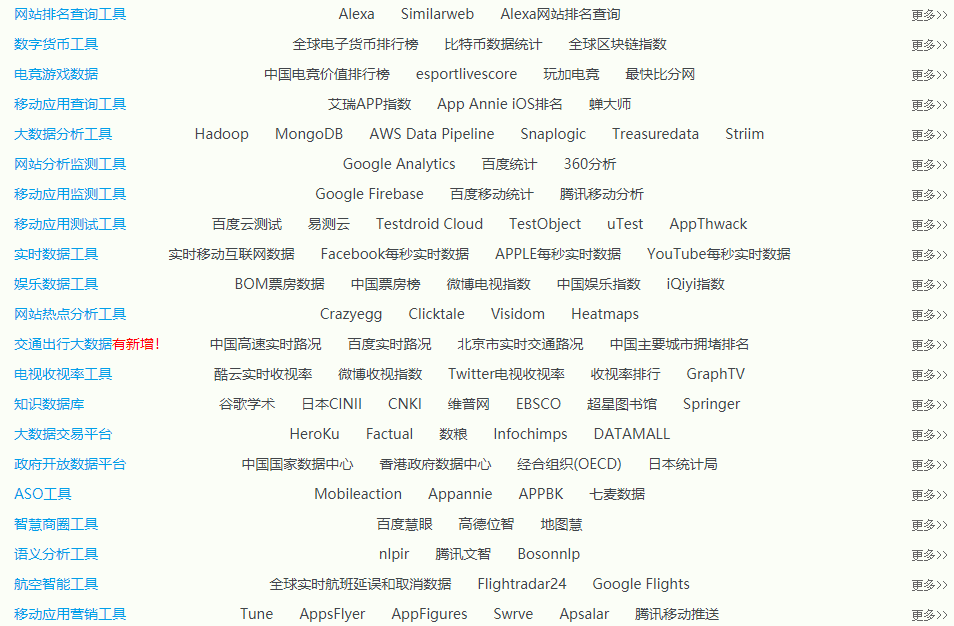 网站排名查询工具 Alexa Similarweb Alexa网站排名查询 更多>>
数字货币工具 全球电子货币排行榜 比特币数据统计 全球区块链指数 更多>>
电竞游戏数据 中国电竞价值排行榜 esportlivescore 玩加电竞 最快比分网 更多>>
移动应用查询工具 艾瑞APP指数 App Annie iOS排名 蝉大师 更多>>
大数据分析工具 Hadoop MongoDB AWS Data Pipeline Snaplogic Treasuredata Striim 更多>>
网站分析监测工具 Google Analytics 百度统计 360分析 更多>>
移动应用监测工具 Google Firebase 百度移动统计 腾讯移动分析 更多>>
移动应用测试工具 百度云测试 易测云 Testdroid Cloud TestObject uTest AppThwack 更多>>
实时数据工具 实时移动互联网数据 Facebook每秒实时数据 APPLE每秒实时数据 YouTube每秒实时数据 更多>>
娱乐数据工具 BOM票房数据 中国票房榜 微博电视指数 中国娱乐指数 iQiyi指数 更多>>
网站热点分析工具 Crazyegg Clicktale Visidom Heatmaps 更多>>
交通出行大数据有新增! 中国高速实时路况 百度实时路况 北京市实时交通路况 中国主要城市拥堵排名 更多>>
电视收视率工具 酷云实时收视率 微博收视指数 Twitter电视收视率 收视率排行 GraphTV 更多>>
知识数据库 谷歌学术 日本CINII CNKI 维普网 EBSCO 超星图书馆 Springer 更多>>
大数据交易平台 HeroKu Factual 数粮 Infochimps DATAMALL 更多>>
政府开放数据平台 中国国家数据中心 香港政府数据中心 经合组织(OECD) 日本统计局 更多>>
ASO工具 Mobileaction Appannie APPBK 七麦数据 更多>>
智慧商圈工具 百度慧眼 高德位智 地图慧 更多>>
语义分析工具 nlpir 腾讯文智 Bosonnlp 更多>>
航空智能工具 全球实时航班延误和取消数据 Flightradar24 Google Flights 更多>>
移动应用营销工具 Tune AppsFlyer AppFigures Swrve Apsalar 腾讯移动推送 更多>>